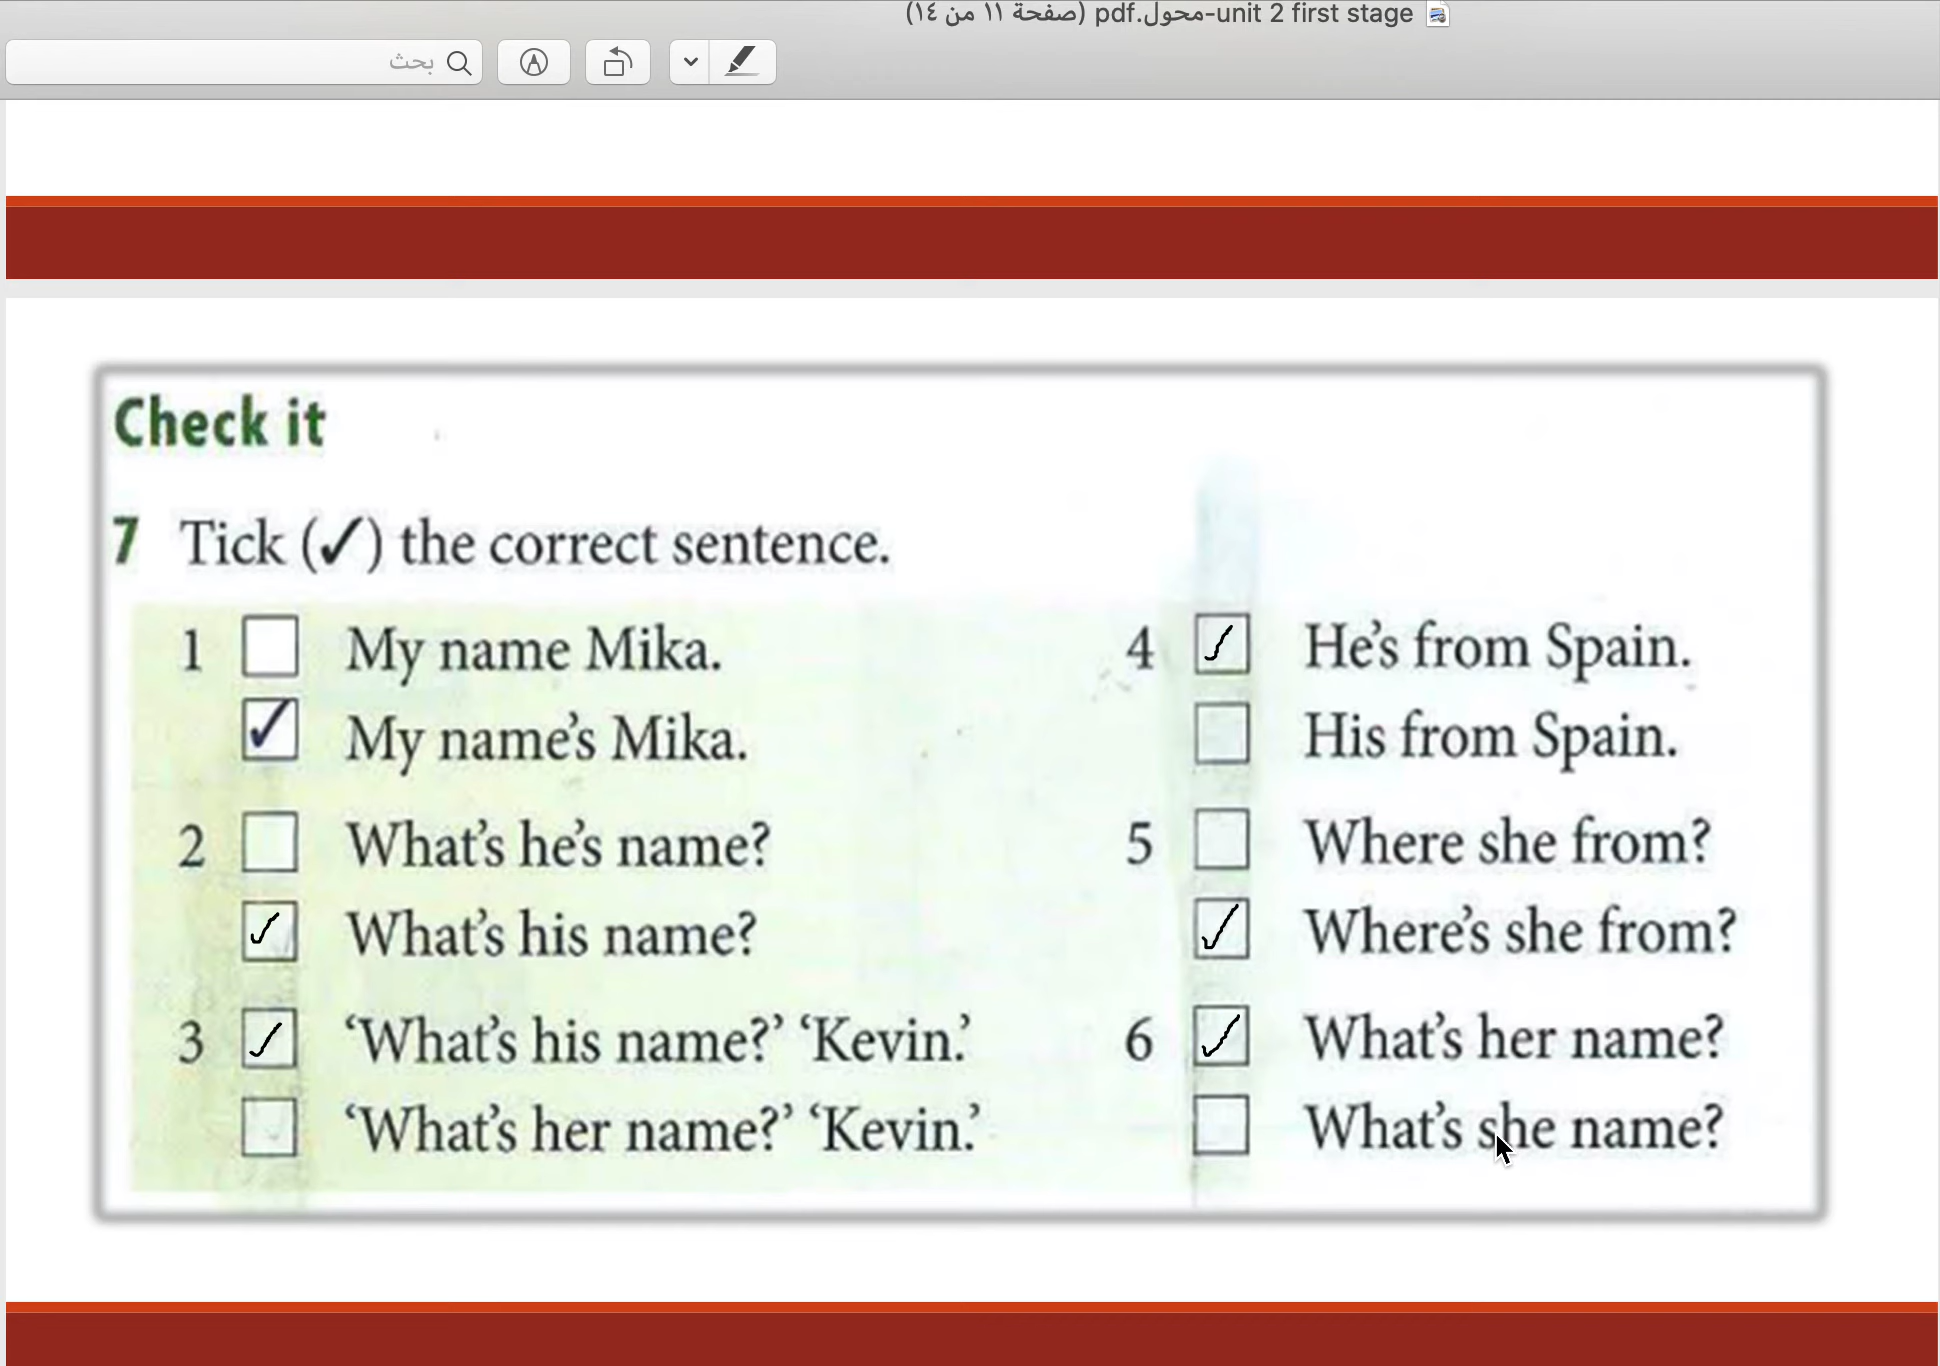 unit 2 first stage-محول.pdf (صفحة ١١ من ١٤)
بحث
Check it
7 Tick (✓) the correct sentence.
1 My name Mika.
✓ My name's Mika.
2 What's he's name?
✓ What's his name?
3 ✓ 'What's his name?' 'Kevin.'
'What's her name?' 'Kevin.'
4 ✓ He's from Spain.
His from Spain.
5 Where she from?
✓ Where's she from?
6 ✓ What's her name?
What's she name?